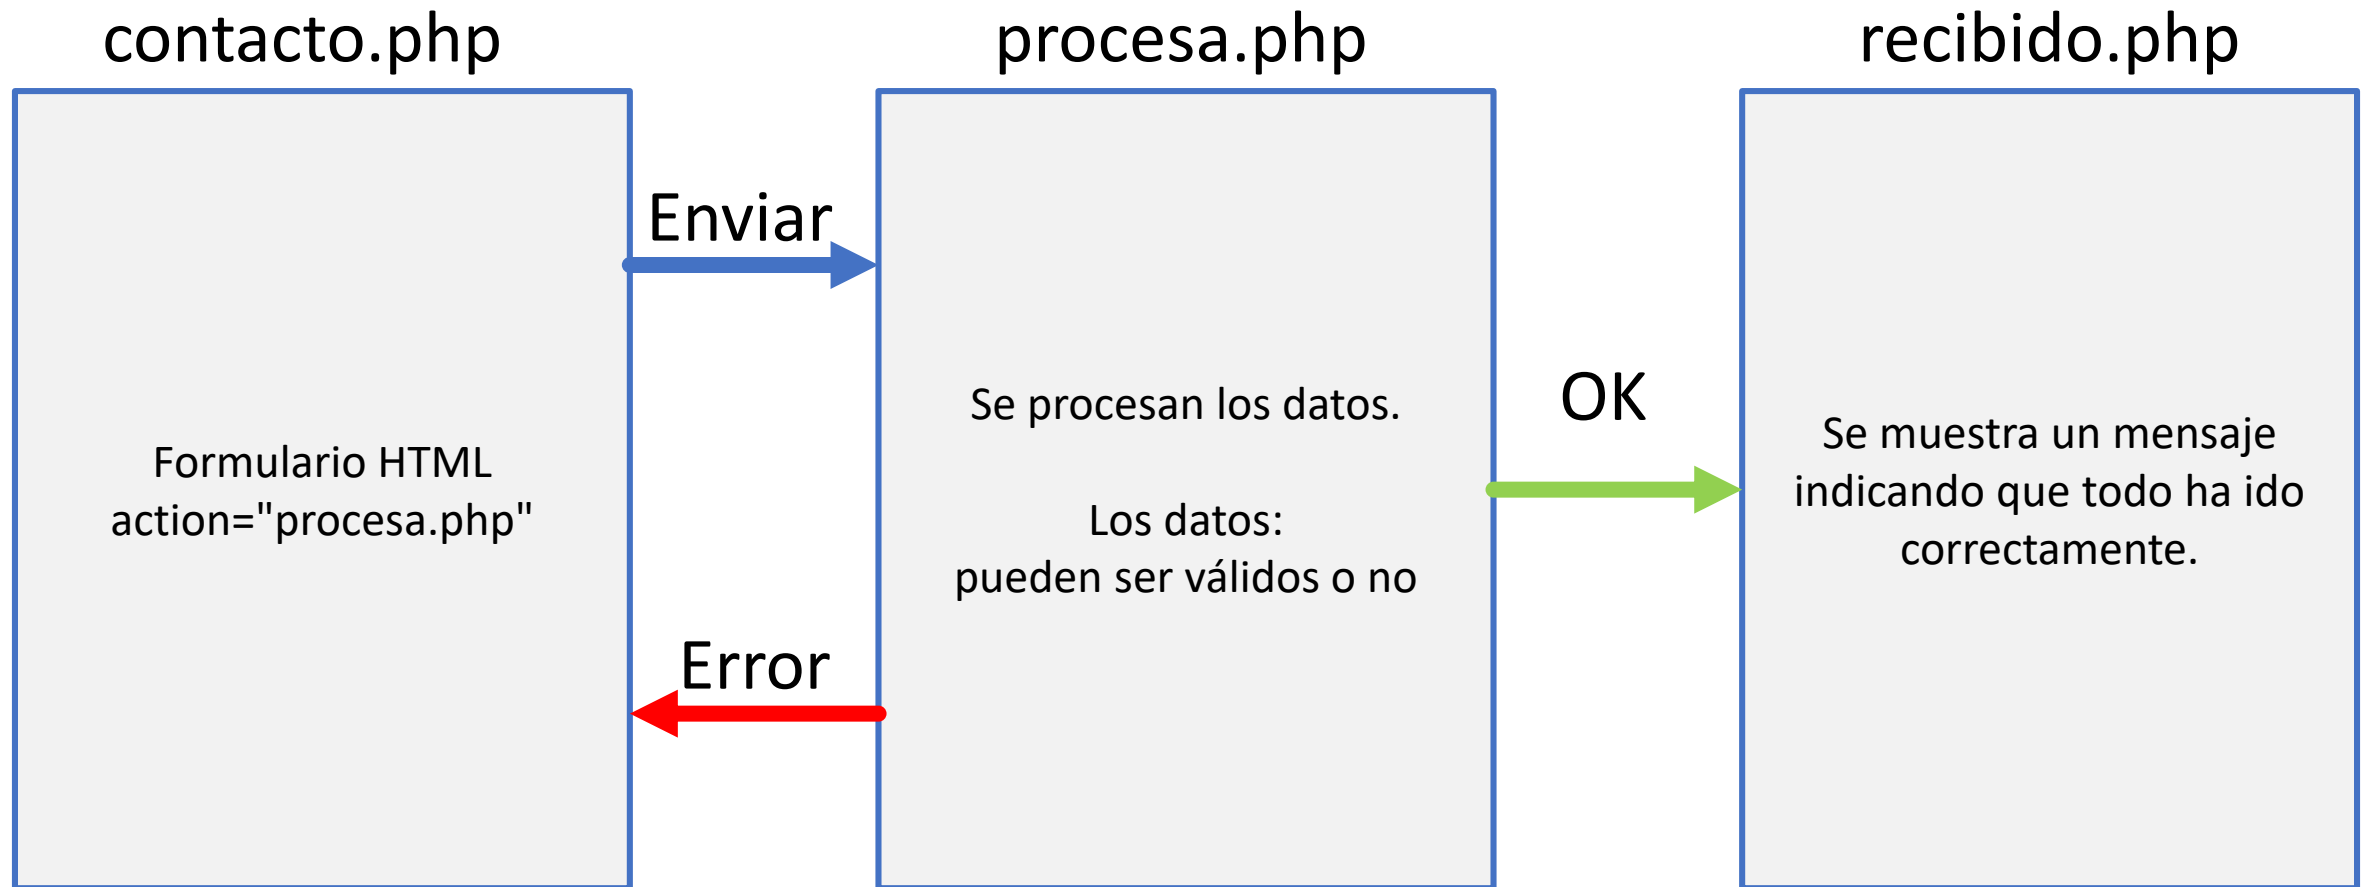 contacto.php
procesa.php
recibido.php
Formulario HTML
action="procesa.php"
Enviar
Error
Se procesan los datos.
Los datos:
pueden ser válidos o no
OK
Se muestra un mensaje
indicando que todo ha ido
correctamente.